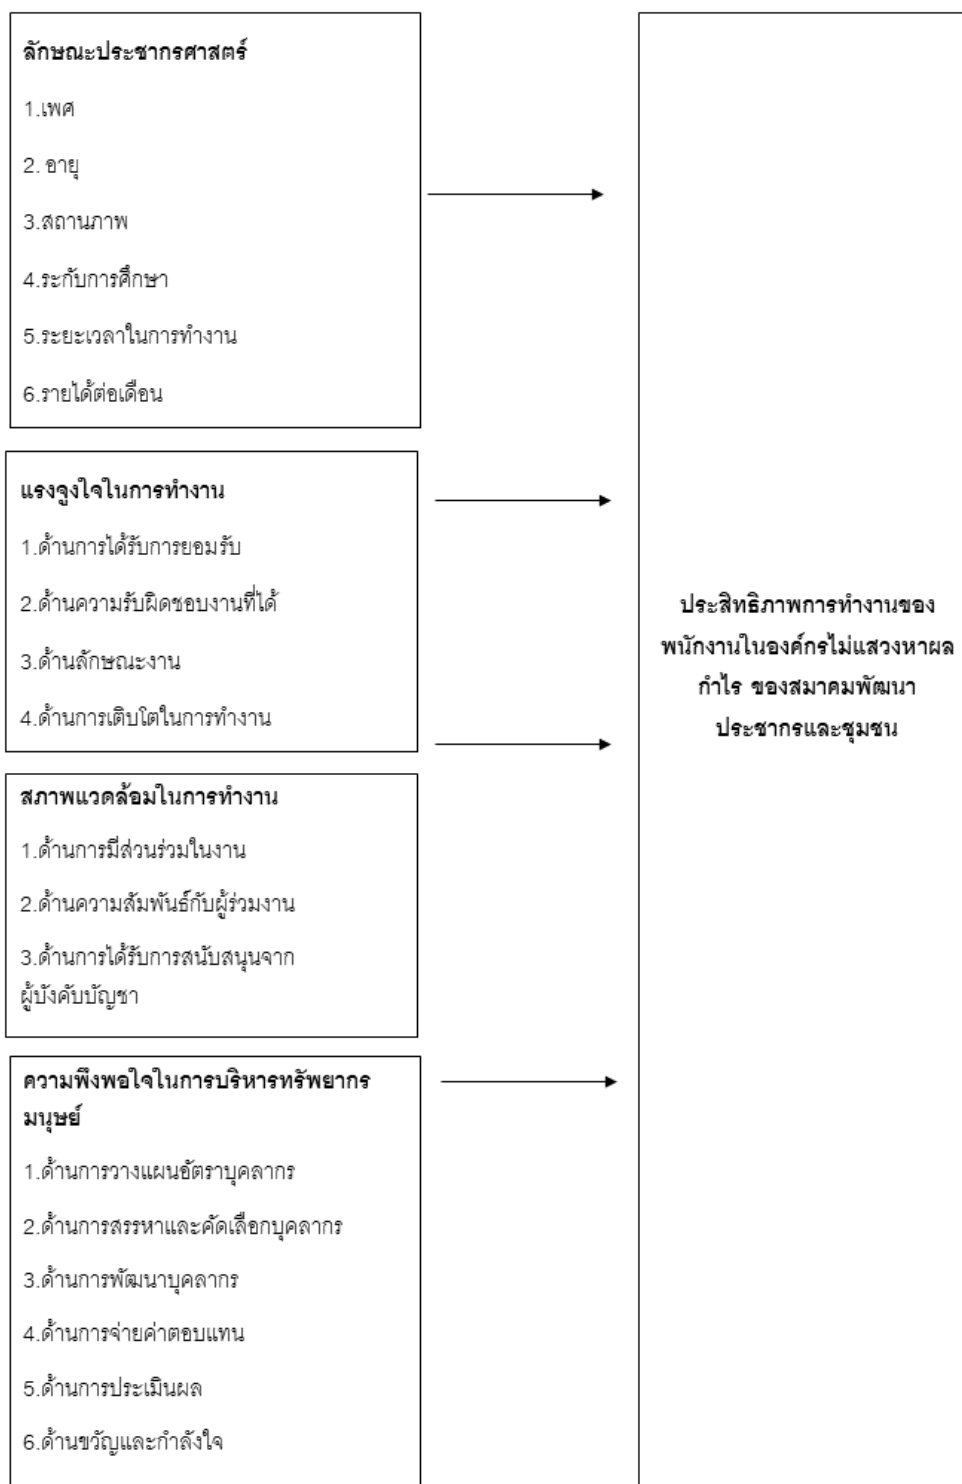 ลักษณะประชากรศาสตร์
1.เพศ
2. อายุ
3.สถานภาพ
4.ระกับการศึกษา
5.ระยะเวลาในการทำงาน
6.รายได้ต่อเดือน
แรงจูงใจในการทำงาน
1.ด้านการได้รับการยอมรับ
2.ด้านความรับผิดชอบงานที่ได้
3.ด้านลักษณะงาน
4.ด้านการเติบโตในการทำงาน
สภาพแวดล้อมในการทำงาน
1.ด้านการมีส่วนร่วมในงาน
2.ด้านความสัมพันธ์กับผู้ร่วมงาน
3.ด้านการได้รับการสนับสนุนจาก
ผู้บังคับบัญชา
ความพึงพอใจในการบริหารทรัพยากร
มนุษย์
1.ด้านการวางแผนอัตราบุคลากร
2.ด้านการสรรหาและคัดเลือกบุคลากร
3.ด้านการพัฒนาบุคลากร
4.ด้านการจ่ายค่าตอบแทน
5.ด้านการประเมินผล
6.ด้านขวัญและกำลังใจ
ประสิทธิภาพการทำงานของ
พนักงานในองค์กรไม่แสวงหาผล
กำไร ของสมาคมพัฒนา
ประชากรและชุมชน